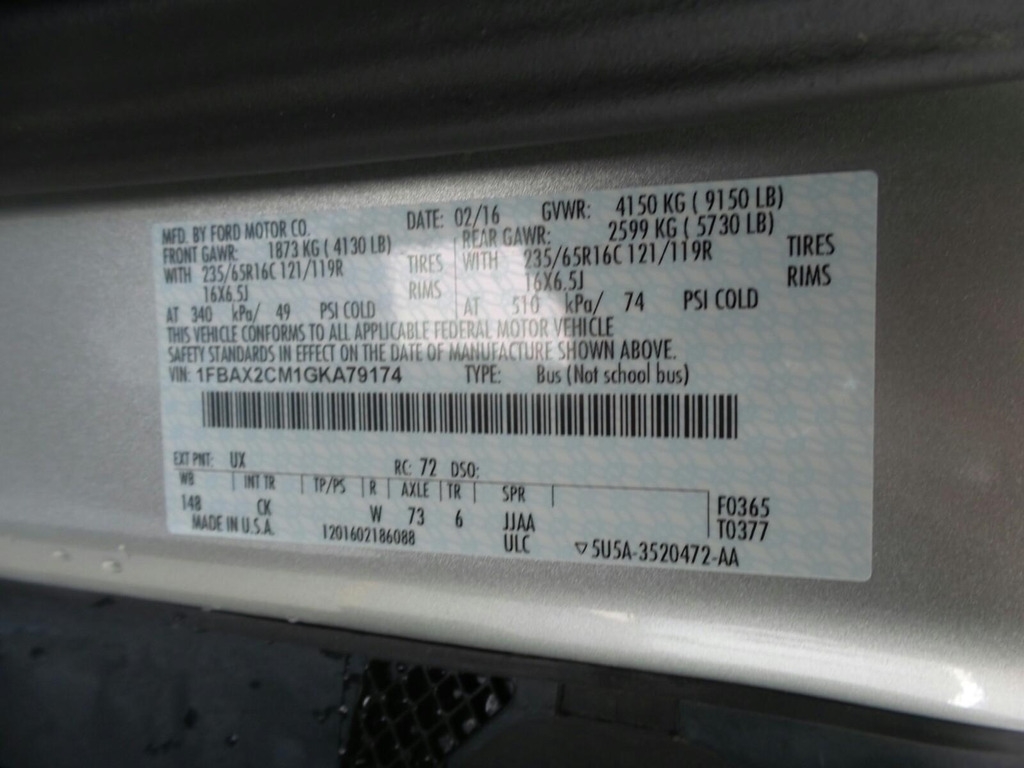 MFD. BY FORD MOTOR CO. DATE: 02/16 GVWR: 4150 KG ( 9150 LB)
FRONT GAWR: 1873 KG ( 4130 LB) REAR GAWR: 2599 KG ( 5730 LB)
WITH 235/65R16C 121/119R TIRES WITH 235/65R16C 121/119R TIRES
16X6.5J RIMS 16X6.5J RIMS
AT 340 kPa/ 49 PSI COLD AT 510 kPa/ 74 PSI COLD
THIS VEHICLE CONFORMS TO ALL APPLICABLE FEDERAL MOTOR VEHICLE
SAFETY STANDARDS IN EFFECT ON THE DATE OF MANUFACTURE SHOWN ABOVE.
VIN: 1FBAX2CM1GKA79174 TYPE: Bus (Not school bus)
EXT PNT: UX RC: 72 DSO:
WB INT TR TP/PS R AXLE TR SPR
148 CK W 73 6 JJAA F0365
MADE IN U.S.A. 1201602186088 ULC ▽5U5A-3520472-AA T0377